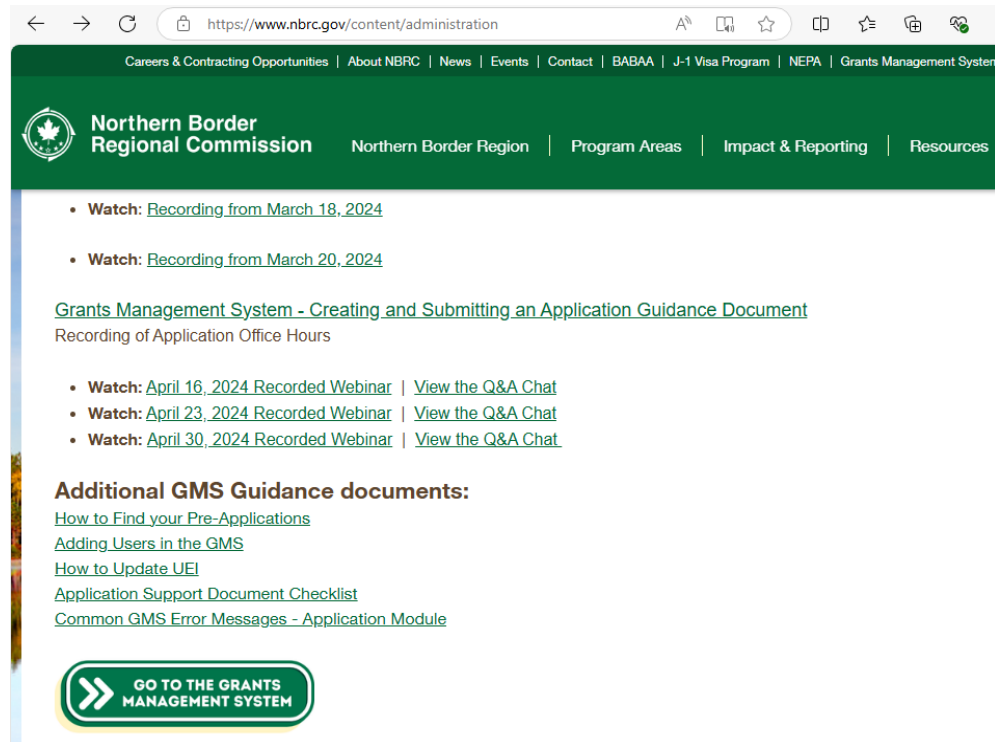 https://www.nbrc.gov/content/administration
Careers & Contracting Opportunities | About NBRC | News | Events | Contact | BABAA | J-1 Visa Program | NEPA | Grants Management System
Northern Border
Regional Commission
Northern Border Region | Program Areas | Impact & Reporting | Resources
• Watch: Recording from March 18, 2024
• Watch: Recording from March 20, 2024
Grants Management System - Creating and Submitting an Application Guidance Document
Recording of Application Office Hours
• Watch: April 16, 2024 Recorded Webinar | View the Q&A Chat
• Watch: April 23, 2024 Recorded Webinar | View the Q&A Chat
• Watch: April 30, 2024 Recorded Webinar | View the Q&A Chat
Additional GMS Guidance documents:
How to Find your Pre-Applications
Adding Users in the GMS
How to Update UEI
Application Support Document Checklist
Common GMS Error Messages - Application Module
GO TO THE GRANTS
MANAGEMENT SYSTEM